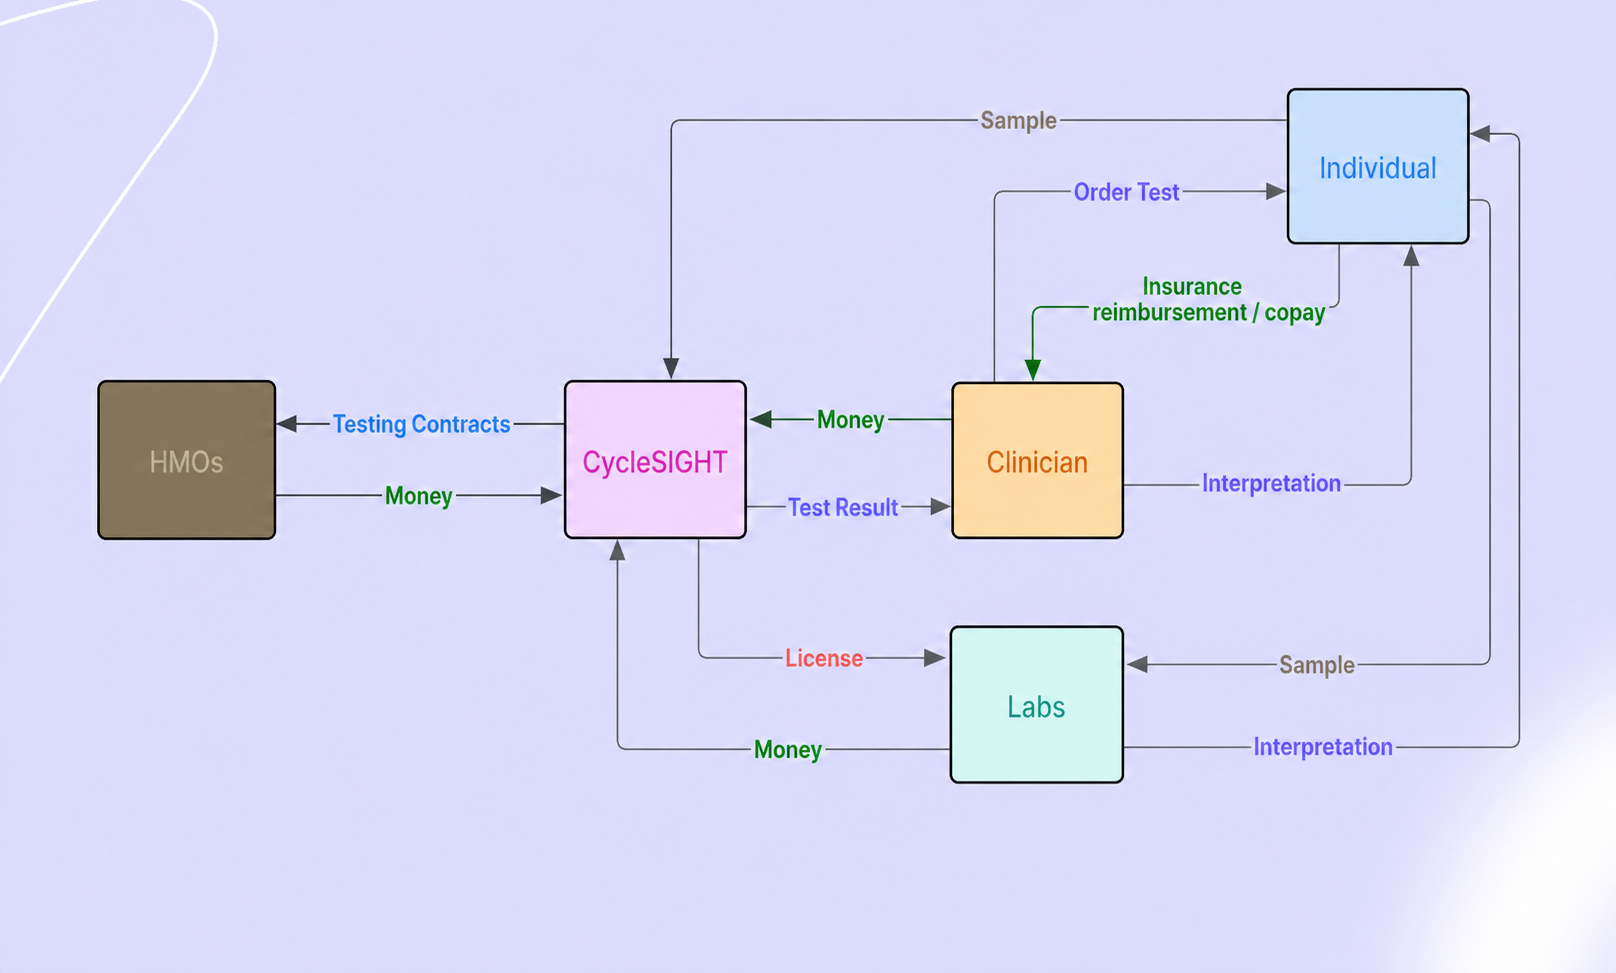 Sample
Individual
Order Test
Insurance
reimbursement / copay
Testing Contracts
Money
HMOs
CycleSIGHT
Clinician
Money
Test Result
Interpretation
License
Sample
Labs
Money
Interpretation